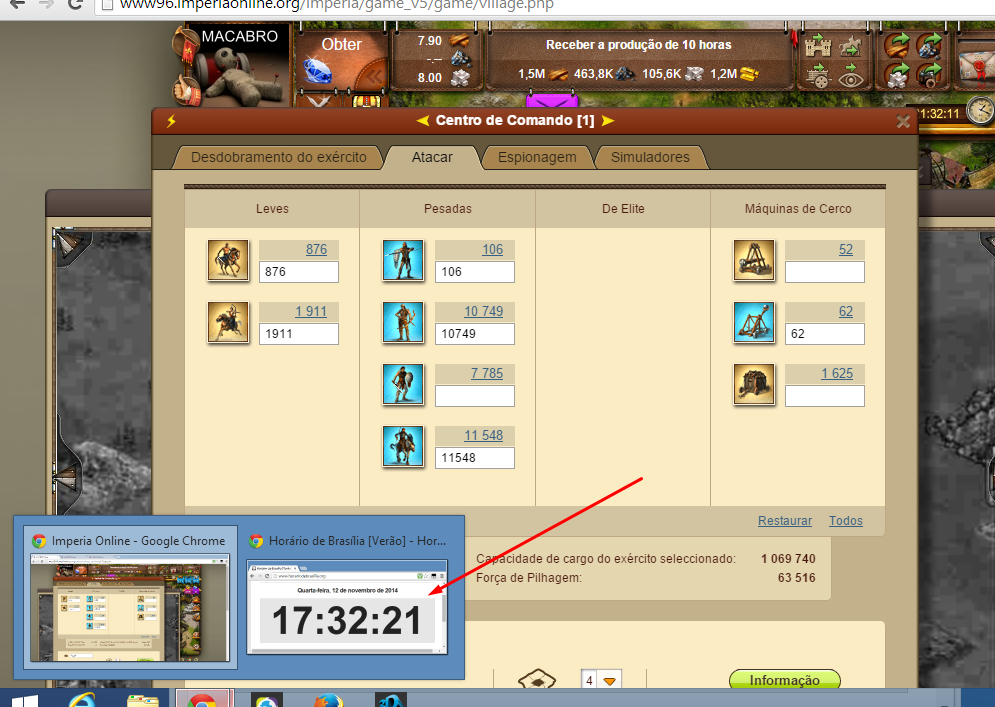 www96.imperiaonline.org/imperia/game_v5/game/village.php
MACABRO
Obter
7.90
-.--
8.00
Receber a produção de 10 horas
1,5M 463,8K 105,6K 1,2M
1:32:11
Centro de Comando [1]
Desdobramento do exército Atacar Espionagem Simuladores
Leves Pesadas De Elite Máquinas de Cerco
876 106 52
876 106
1 911 10 749 62
1911 10749 62
7 785 1 625
11 548
11548
Restaurar Todos
Capacidade de cargo do exército seleccionado: 1 069 740
Força de Pilhagem: 63 516
Imperia Online - Google Chrome
Horário de Brasília [Verão] - Hor...
www.horariodebrasilia.org
Quarta-feira, 12 de novembro de 2014
17:32:21
4
Informação